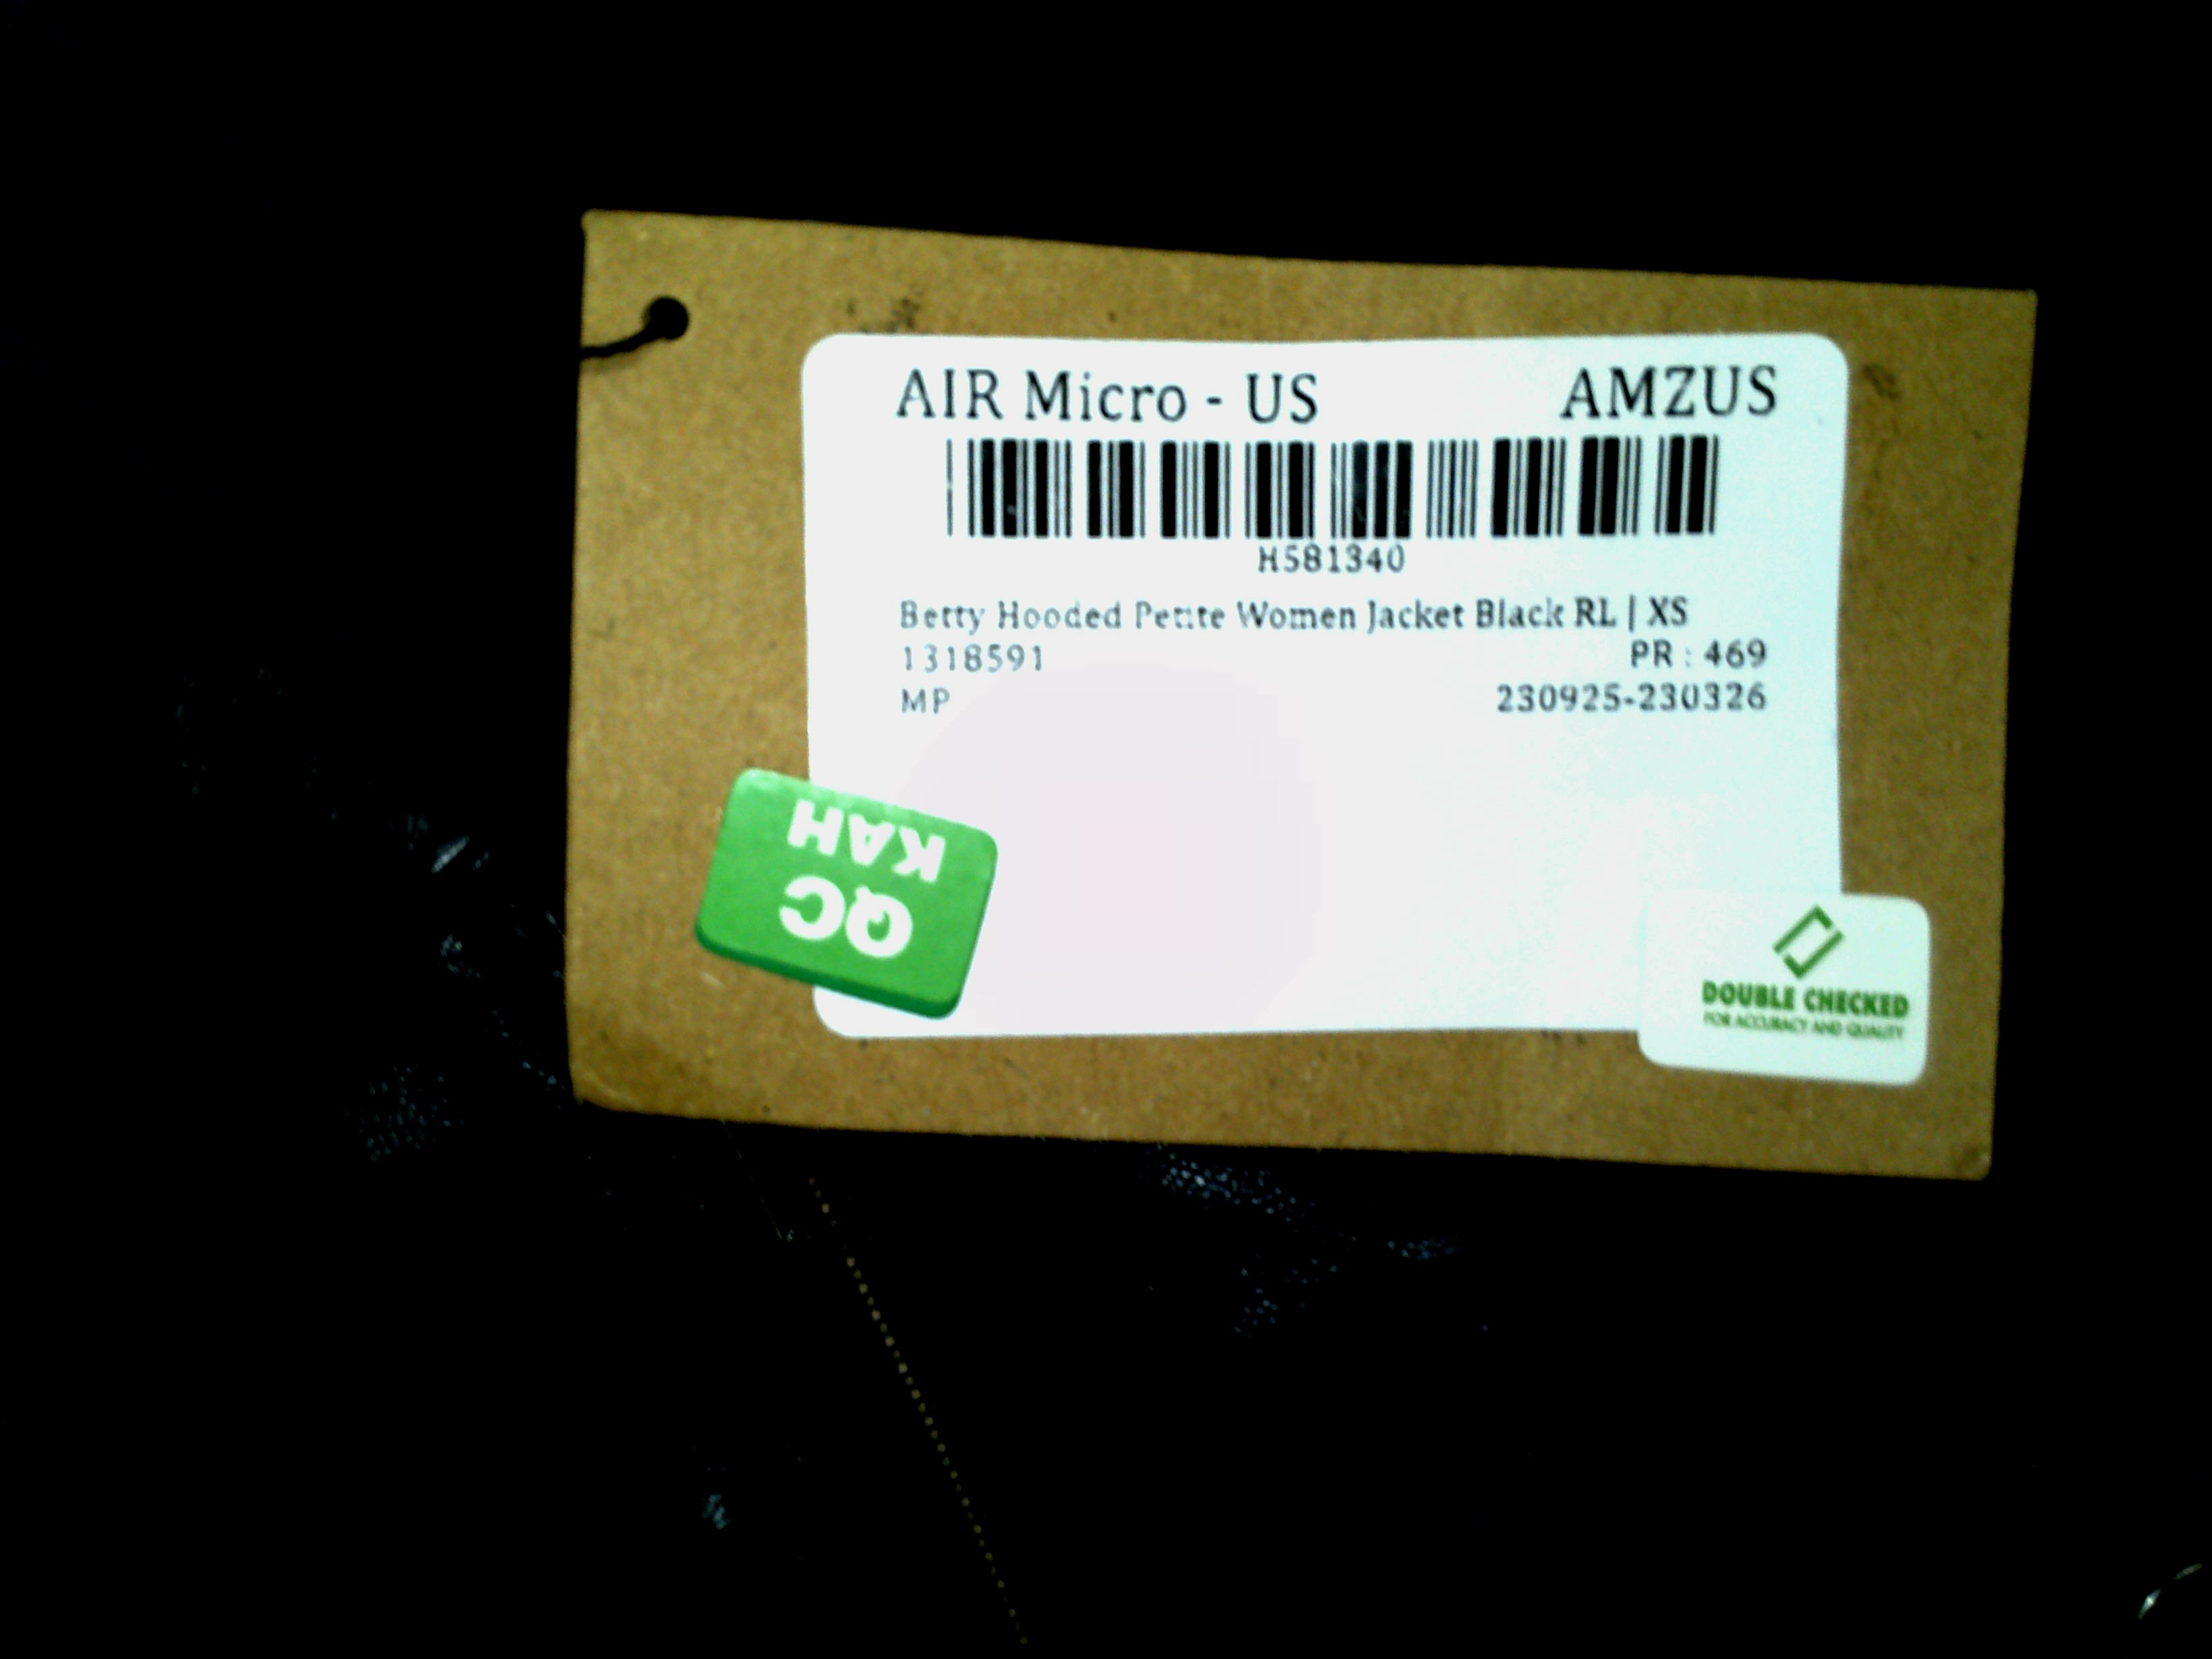 AIR Micro - US AMZUS
H581340
Betty Hooded Petite Women Jacket Black RL | XS
1318591 PR : 469
MP 230925-230326
QC
KAH
DOUBLE CHECKED
FOR ACCURACY AND QUALITY